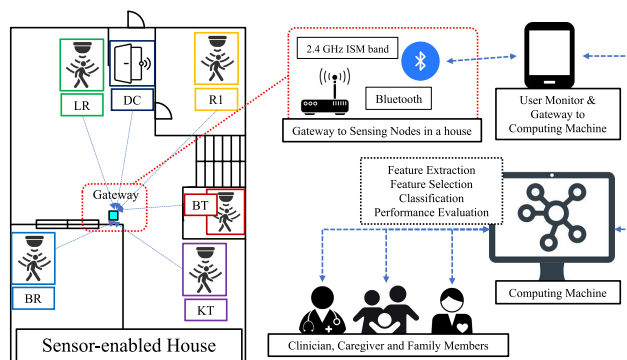 LR
DC
R1
Gateway
BT
BR
KT
Sensor-enabled House
2.4 GHz ISM band
Bluetooth
Gateway to Sensing Nodes in a house
User Monitor &
Gateway to
Computing Machine
Feature Extraction
Feature Selection
Classification
Performance Evaluation
Computing Machine
Clinician, Caregiver and Family Members